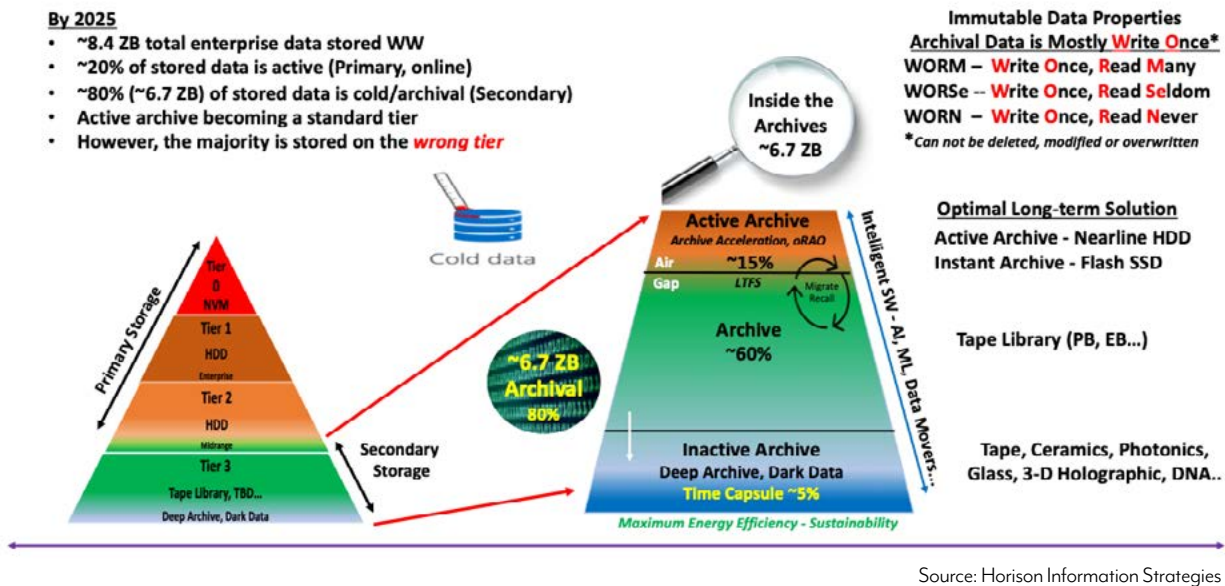 By 2025
• ~8.4 ZB total enterprise data stored WW
• ~20% of stored data is active (Primary, online)
• ~80% (~6.7 ZB) of stored data is cold/archival (Secondary)
• Active archive becoming a standard tier
• However, the majority is stored on the wrong tier
Cold data
Primary Storage
Tier
0
NVM
Tier 1
HDD
Enterprise
Tier 2
HDD
Midrange
Tier 3
Tape Library, TBD...
Deep Archive, Dark Data
Secondary
Storage
~6.7 ZB
Archival
80%
Inside the
Archives
~6.7 ZB
Active Archive
Archive Acceleration, oRAO
Air
~15%
Gap
LTFS
Migrate
Recall
Archive
~60%
Inactive Archive
Deep Archive, Dark Data
Time Capsule ~5%
Maximum Energy Efficiency - Sustainability
Intelligent SW - AI, ML, Data Movers...
Immutable Data Properties
Archival Data is Mostly Write Once*
WORM – Write Once, Read Many
WORSe -- Write Once, Read Seldom
WORN – Write Once, Read Never
*Can not be deleted, modified or overwritten
Optimal Long-term Solution
Active Archive - Nearline HDD
Instant Archive - Flash SSD
Tape Library (PB, EB...)
Tape, Ceramics, Photonics,
Glass, 3-D Holographic, DNA..
Source: Horison Information Strategies